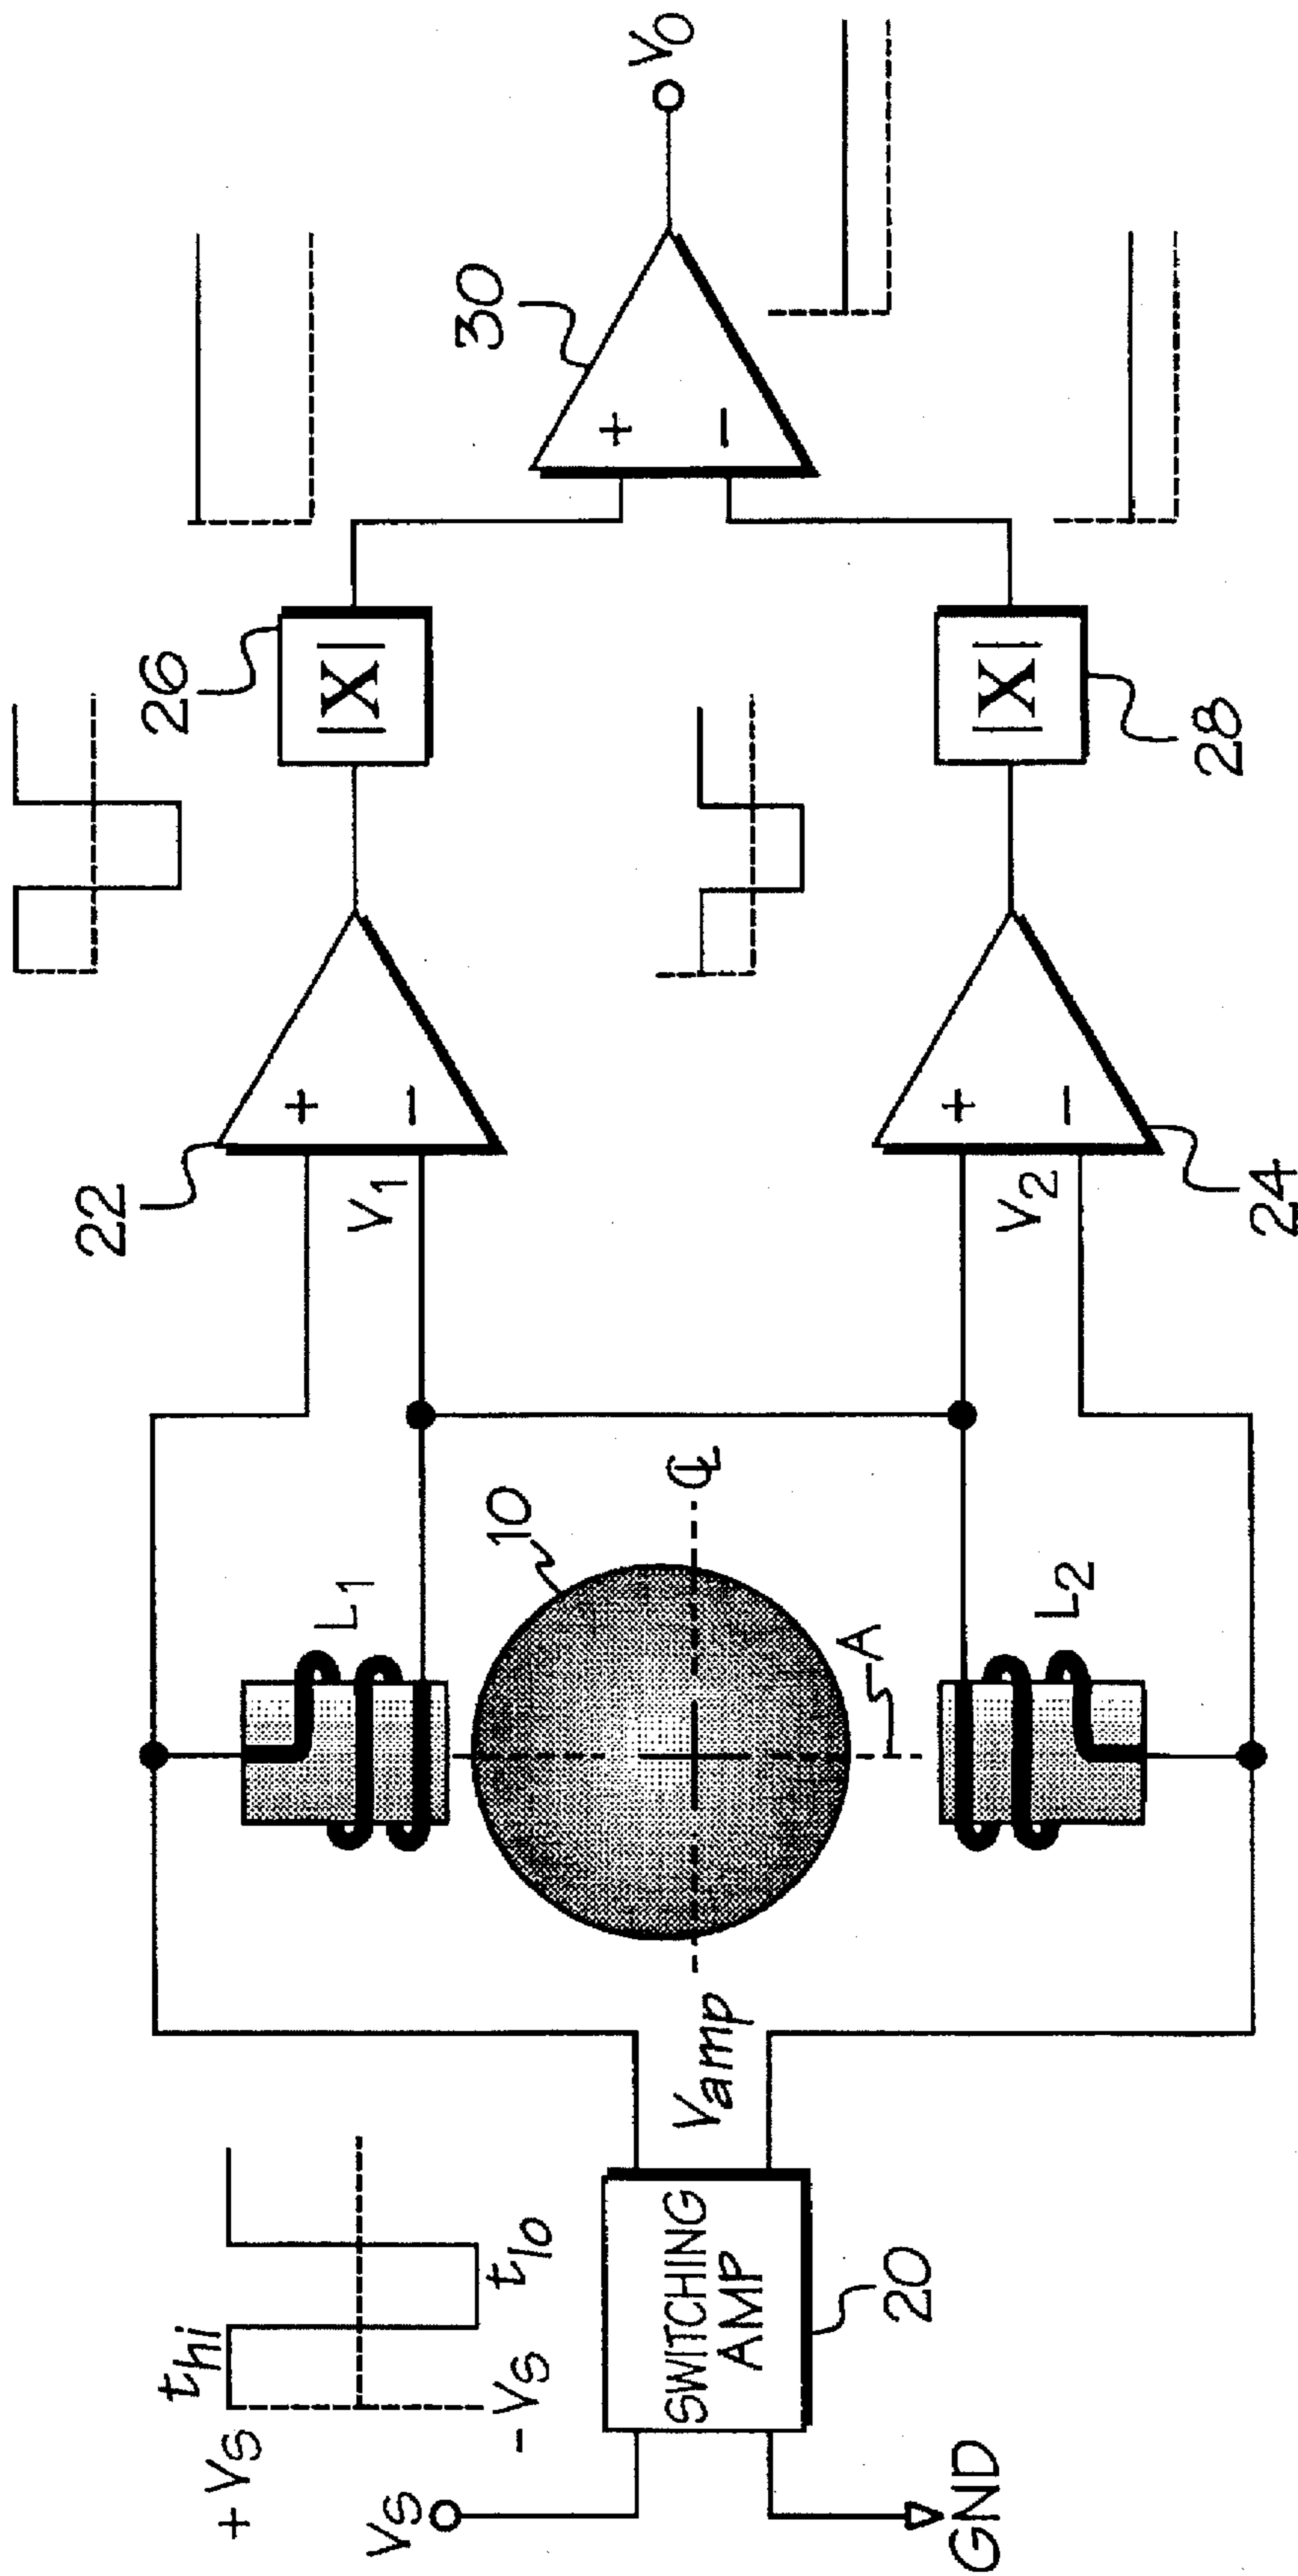 +Vs
thi
tlo
-Vs
Vs
GND
SWITCHING
AMP
20
Vamp
L1
10
℄
A
L2
22
+
−
V1
24
+
−
V2
26
|X|
28
|X|
30
+
−
VO